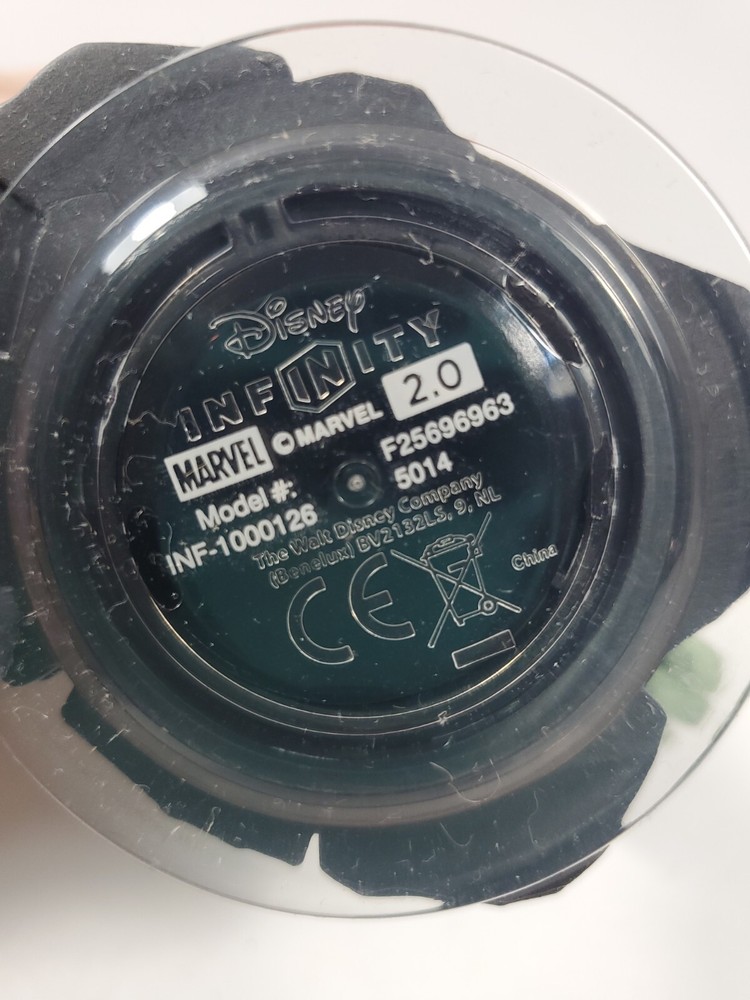 Disney
INFINITY
MARVEL © MARVEL 2.0
Model #: F25696963
INF-1000126 5014
The Walt Disney Company
(Benelux) BV2132LS, 9, NL
CE China